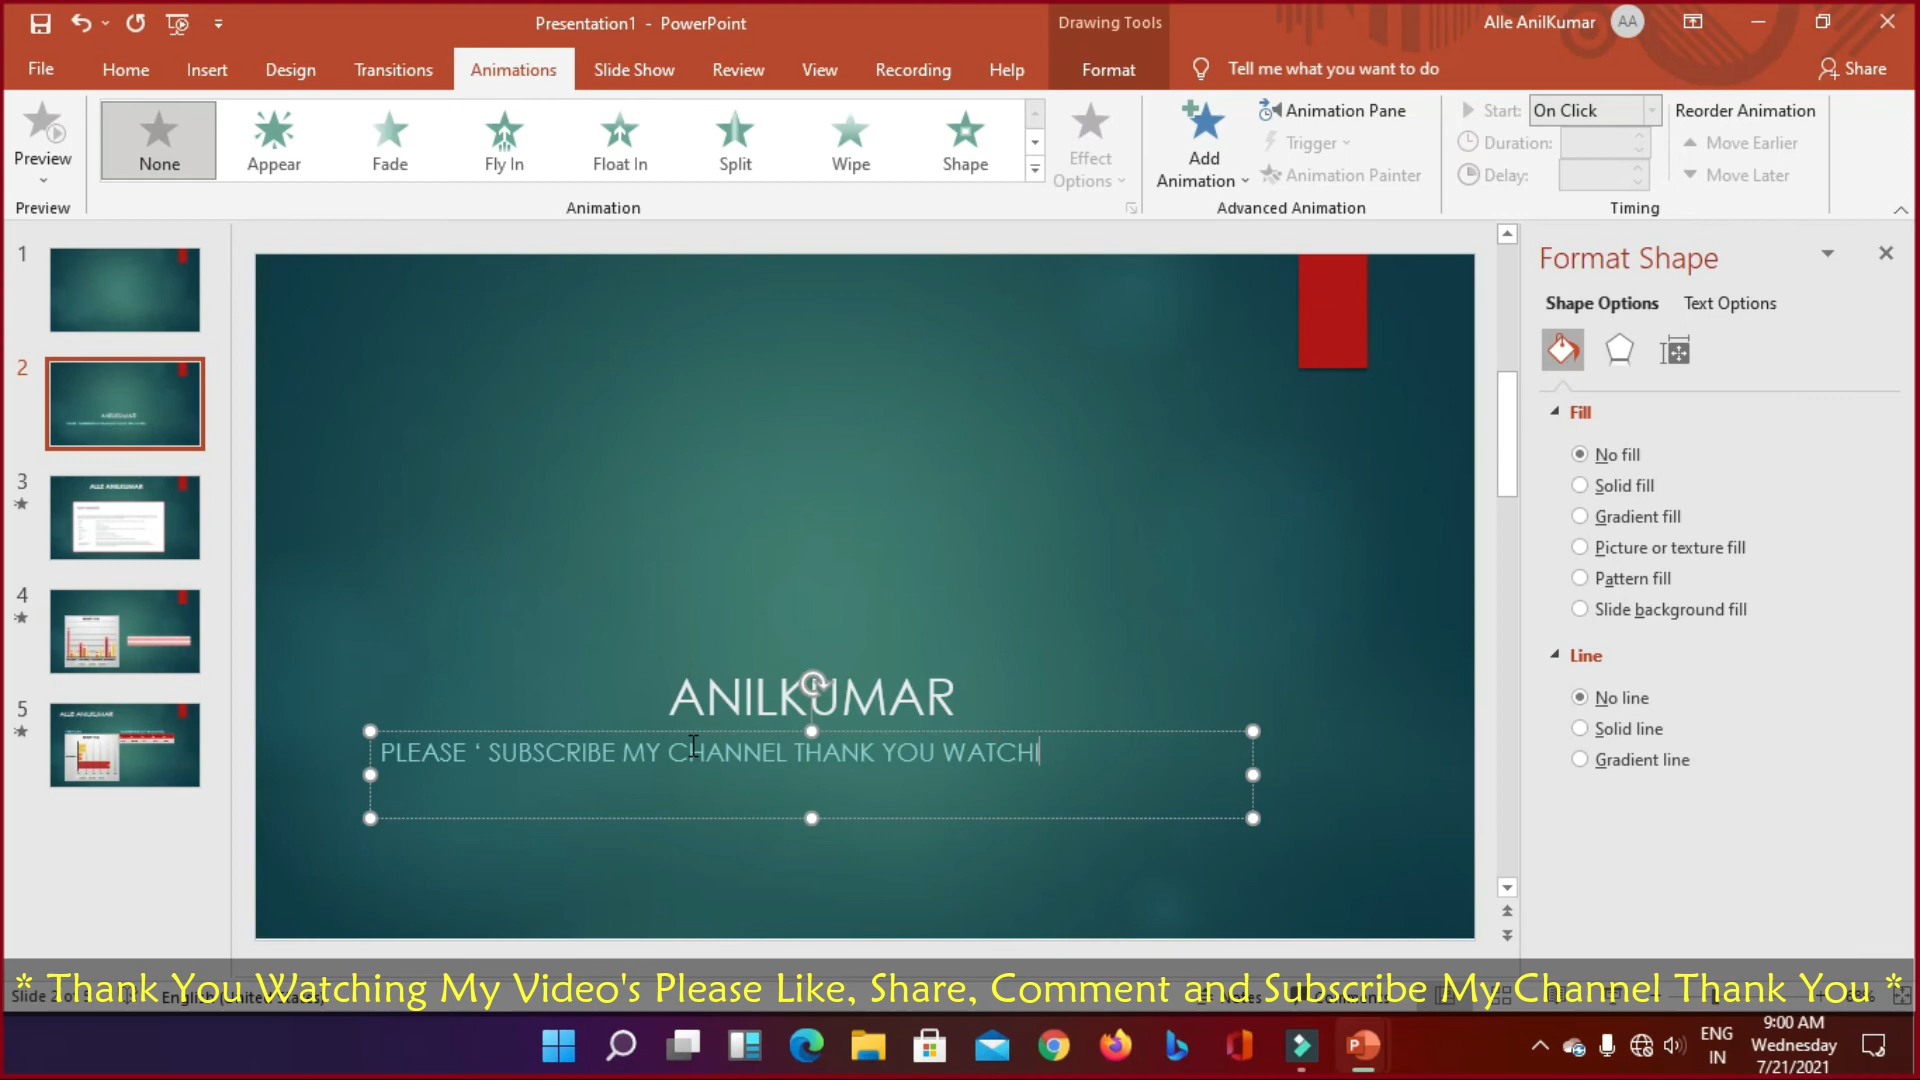 Presentation1 - PowerPoint
Drawing Tools
Alle AnilKumar
AA
File
Home
Insert
Design
Transitions
Animations
Slide Show
Review
View
Recording
Help
Format
Tell me what you want to do
Share
Preview
None
Appear
Fade
Fly In
Float In
Split
Wipe
Shape
Effect
Options
Add
Animation
Animation Pane
Trigger
Animation Painter
Start:
On Click
Duration:
Delay:
Reorder Animation
Move Earlier
Move Later
Preview
Animation
Advanced Animation
Timing
1
2
3
4
5
ANILKUMAR
PLEASE ‘ SUBSCRIBE MY CHANNEL THANK YOU WATCHI
Format Shape
Shape Options
Text Options
Fill
No fill
Solid fill
Gradient fill
Picture or texture fill
Pattern fill
Slide background fill
Line
No line
Solid line
Gradient line
* Thank You Watching My Video's Please Like, Share, Comment and Subscribe My Channel Thank You *
ENG
IN
9:00 AM
Wednesday
7/21/2021